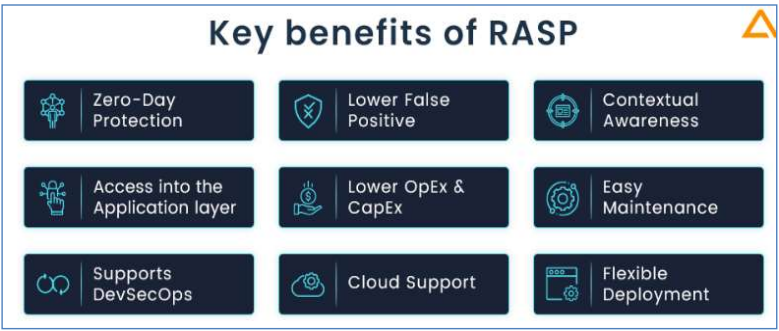 Key benefits of RASP
Zero-Day
Protection
Lower False
Positive
Contextual
Awareness
Access into the
Application layer
Lower OpEx &
CapEx
Easy
Maintenance
Supports
DevSecOps
Cloud Support
Flexible
Deployment